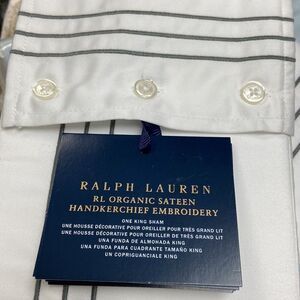 RALPH LAUREN
RL ORGANIC SATEEN
HANDKERCHIEF EMBROIDERY
ONE KING SHAM
UNE HOUSSE DÉCORATIVE POUR OREILLER POUR TRÈS GRAND LIT
UNE HOUSSE DÉCORATIVE POUR OREILLER DE TRÈS GRAND LIT
UNA FUNDA DE ALMOHADA KING
UNA FUNDA PARA CUADRANTE TAMAÑO KING
UN COPRIGUANCIALE KING